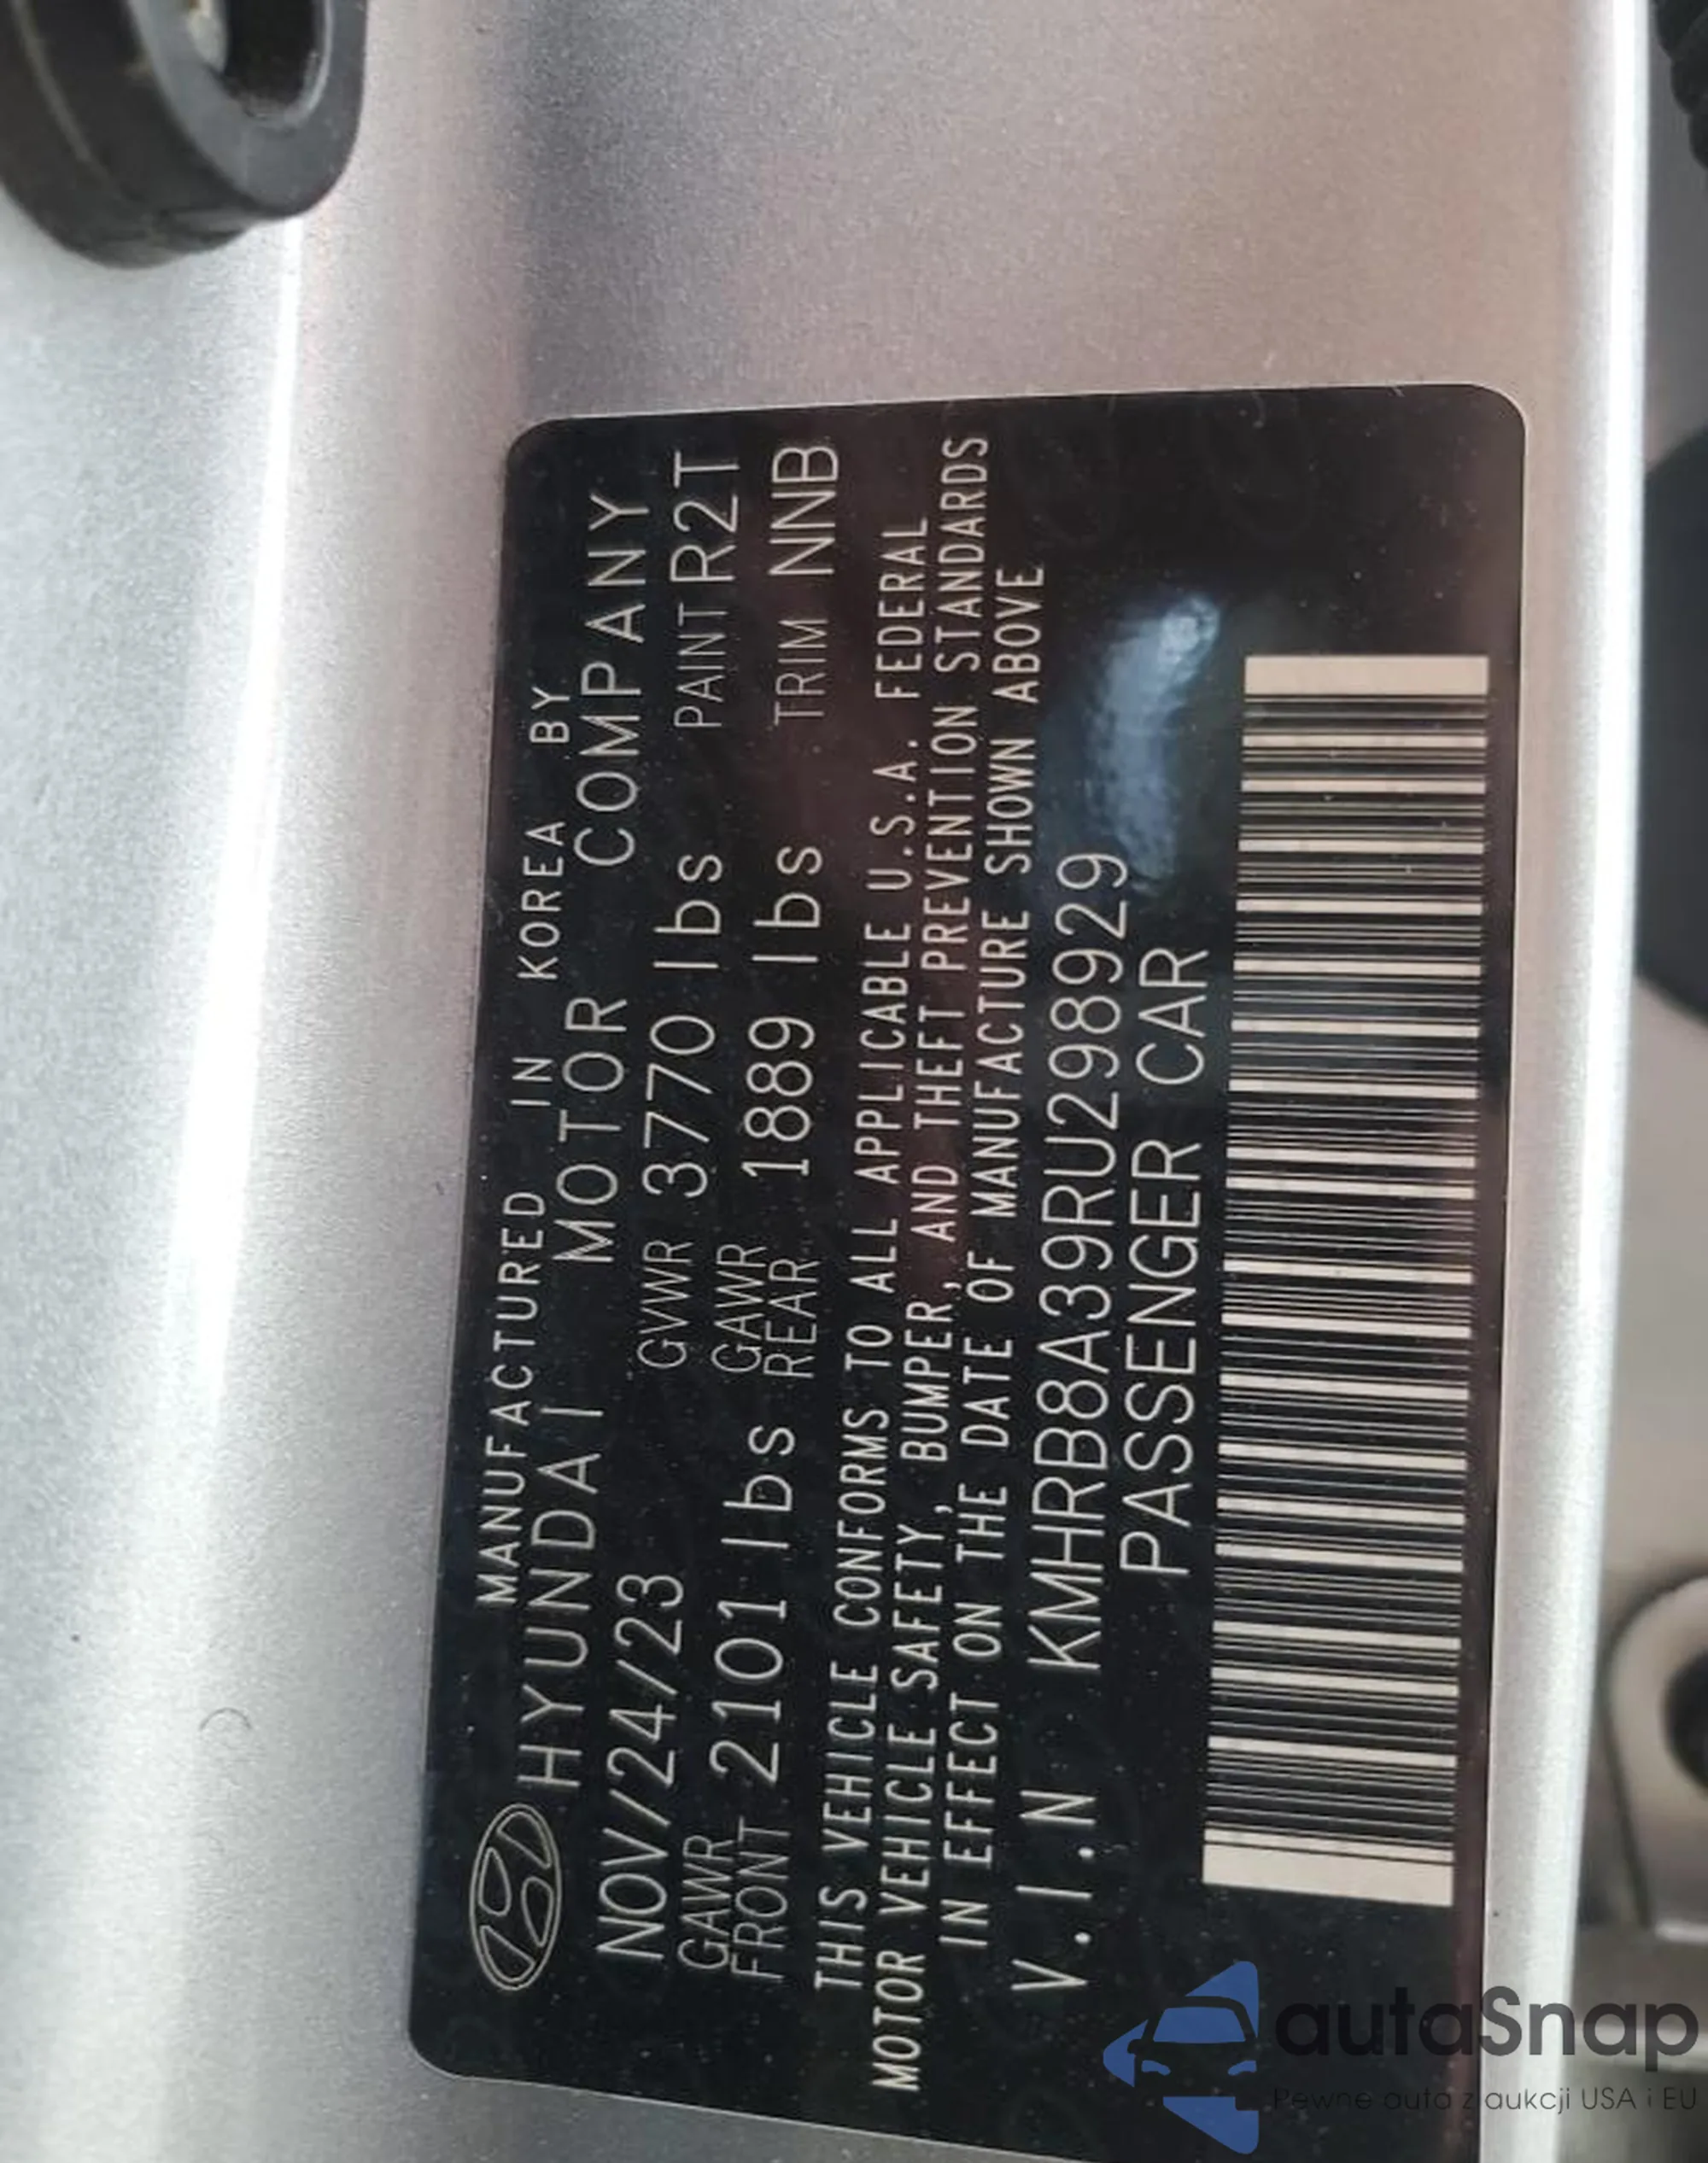 MANUFACTURED IN KOREA BY
HYUNDAI MOTOR COMPANY
NOV/24/23 GVWR 3770 lbs PAINT R2T
GAWR FRONT 2101 lbs GAWR REAR 1889 lbs TRIM NNB
THIS VEHICLE CONFORMS TO ALL APPLICABLE U.S.A. FEDERAL
MOTOR VEHICLE SAFETY, BUMPER, AND THEFT PREVENTION STANDARDS
IN EFFECT ON THE DATE OF MANUFACTURE SHOWN ABOVE
V.I.N KMHRB8A39RU298929
PASSENGER CAR
autaSnap
Pewne auta z aukcji USA i EU